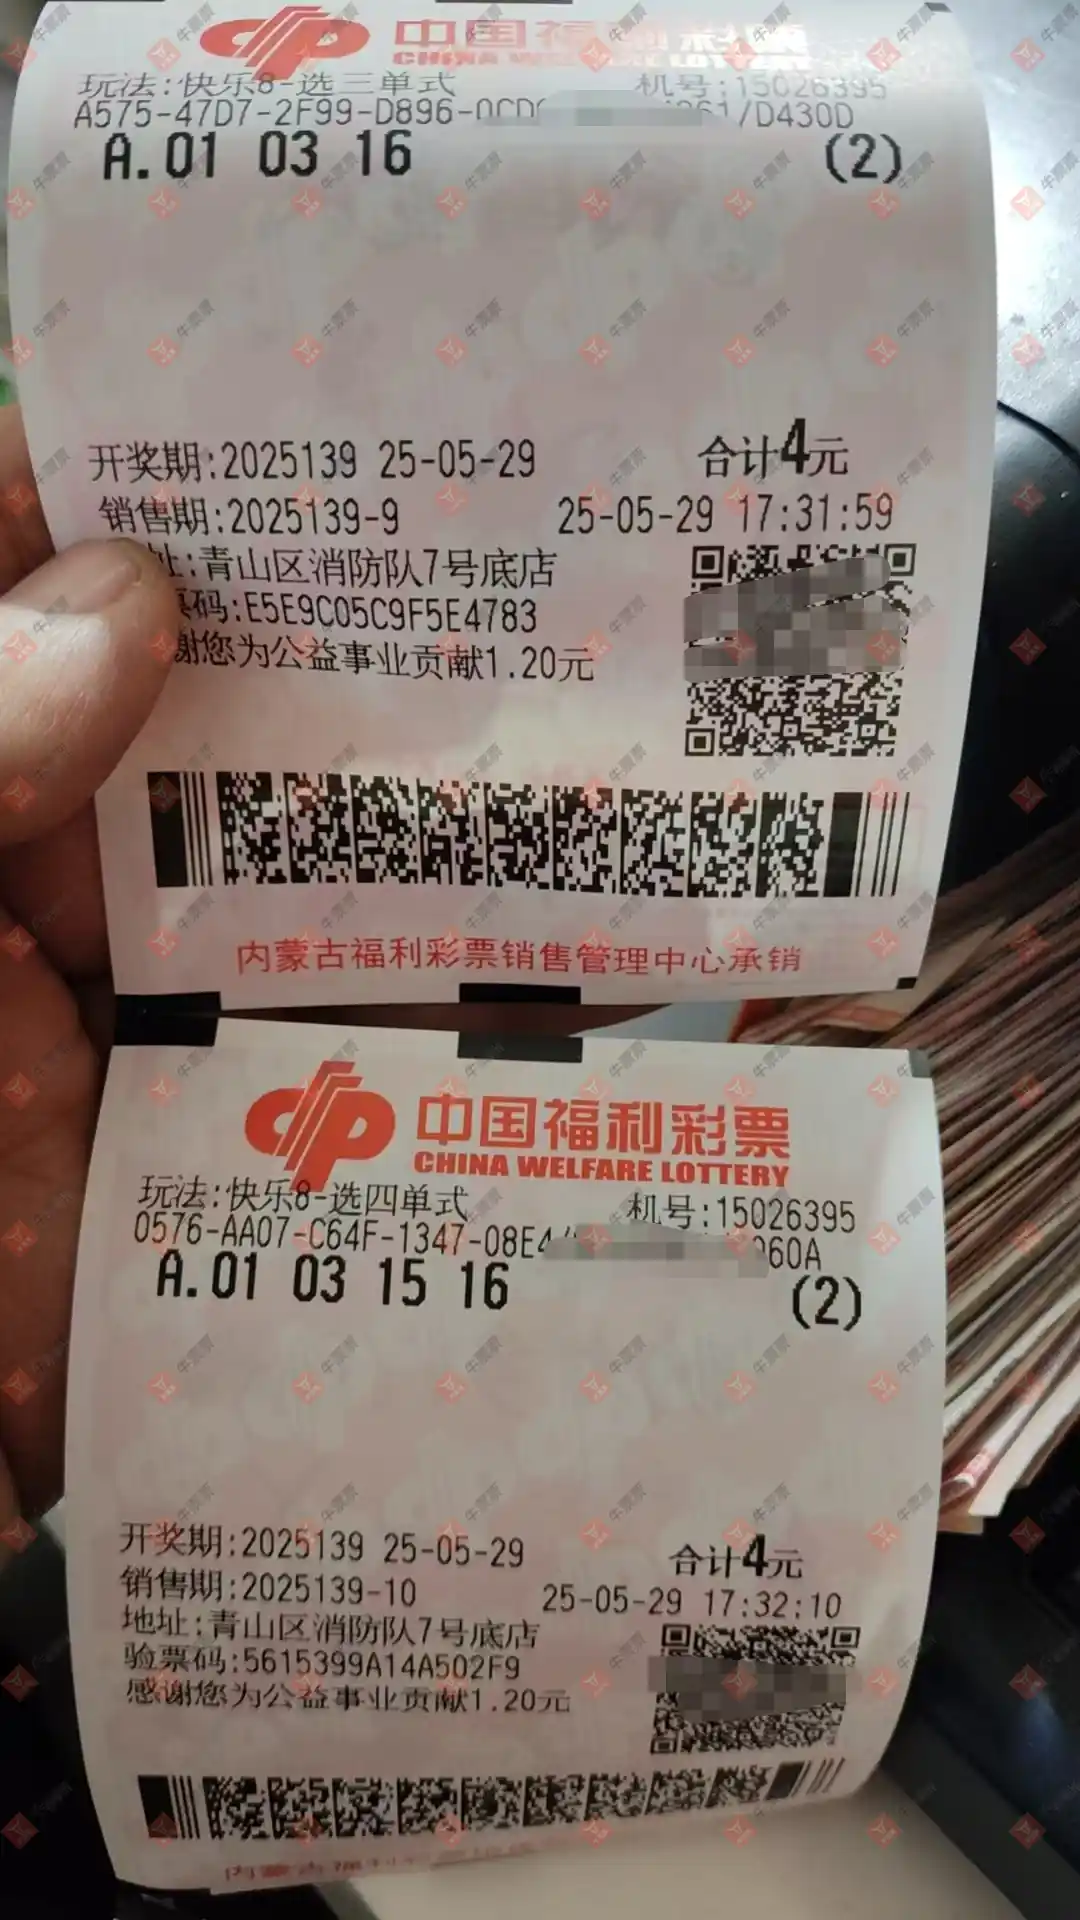 中国福利彩票
CHINA WELFARE LOTTERY
玩法:快乐8-选三单式 机号:15026395
A575-47D7-2F99-D896-0CD 61/D430D
A.01 03 16 (2)
开奖期:2025139 25-05-29 合计4元
销售期:2025139-9 25-05-29 17:31:59
址:青山区消防队7号底店
票码:E5E9C05C9F5E4783
谢您为公益事业贡献1.20元
内蒙古福利彩票销售管理中心承销
中国福利彩票
CHINA WELFARE LOTTERY
玩法:快乐8-选四单式 机号:15026395
0576-AA07-C64F-1347-08E4 060A
A.01 03 15 16 (2)
开奖期:2025139 25-05-29 合计4元
销售期:2025139-10 25-05-29 17:32:10
地址:青山区消防队7号底店
验票码:5615399A14A502F9
感谢您为公益事业贡献1.20元
牛票票